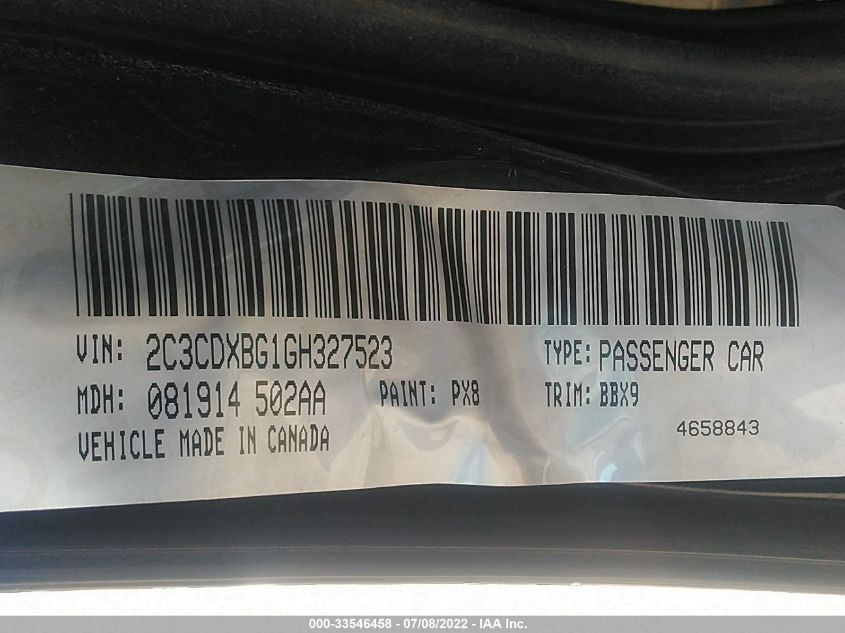 VIN: 2C3CDXBG1GH327523 TYPE: PASSENGER CAR
MDH: 081914 502AA PAINT: PX8 TRIM: BBX9
VEHICLE MADE IN CANADA 4658843
000-33546458 - 07/08/2022 - IAA Inc.